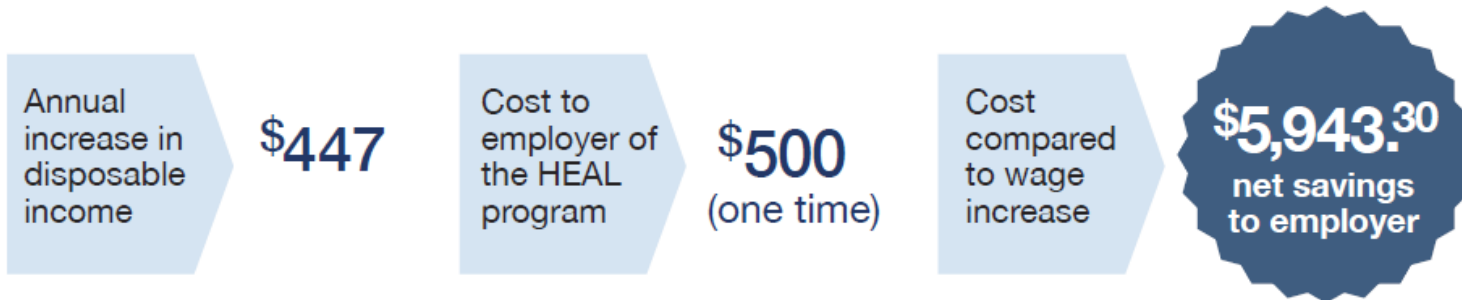 Annual
increase in
disposable
income
$447
Cost to
employer of
the HEAL
program
$500
(one time)
Cost
compared
to wage
increase
$5,943.30
net savings
to employer